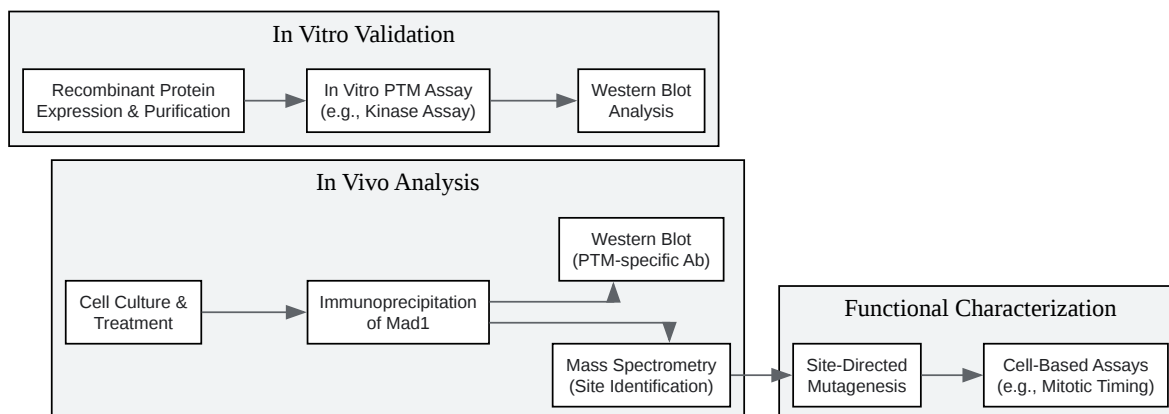 In Vitro Validation
Recombinant Protein
Expression & Purification
In Vitro PTM Assay
(e.g., Kinase Assay)
Western Blot
Analysis
In Vivo Analysis
Cell Culture &
Treatment
Immunoprecipitation
of Mad1
Western Blot
(PTM-specific Ab)
Mass Spectrometry
(Site Identification)
Functional Characterization
Site-Directed
Mutagenesis
Cell-Based Assays
(e.g., Mitotic Timing)